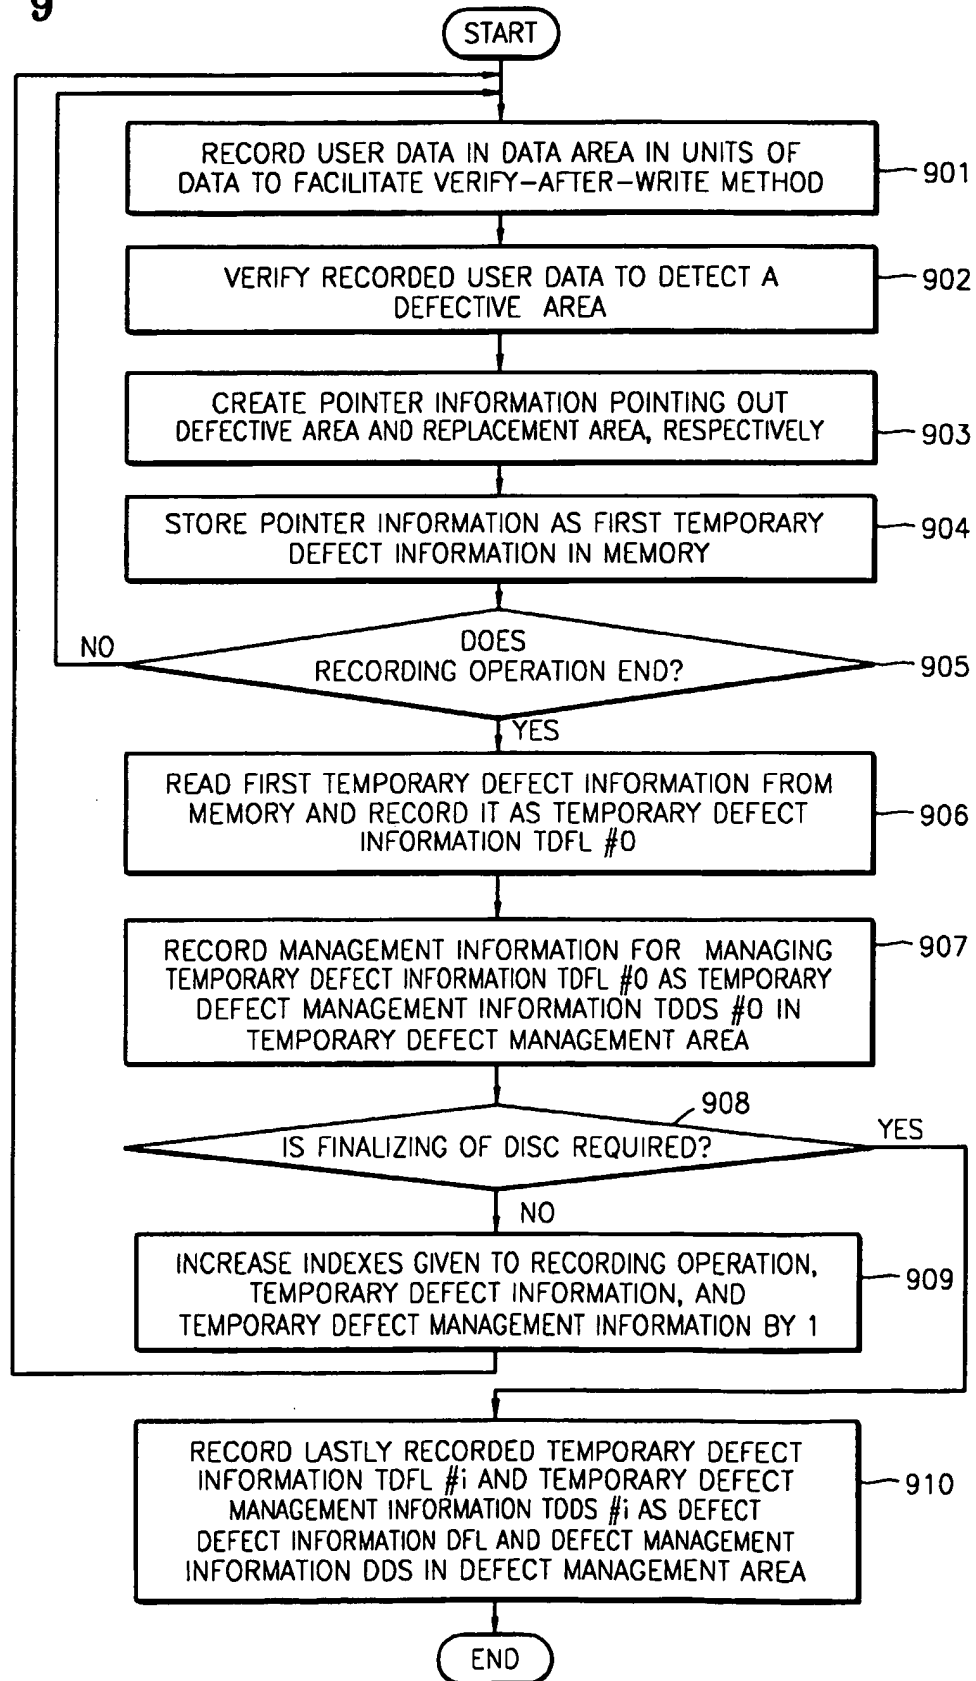 9
START
RECORD USER DATA IN DATA AREA IN UNITS OF
DATA TO FACILITATE VERIFY-AFTER-WRITE METHOD
901
VERIFY RECORDED USER DATA TO DETECT A
DEFECTIVE AREA
902
CREATE POINTER INFORMATION POINTING OUT
DEFECTIVE AREA AND REPLACEMENT AREA, RESPECTIVELY
903
STORE POINTER INFORMATION AS FIRST TEMPORARY
DEFECT INFORMATION IN MEMORY
904
DOES
RECORDING OPERATION END?
905
NO
YES
READ FIRST TEMPORARY DEFECT INFORMATION FROM
MEMORY AND RECORD IT AS TEMPORARY DEFECT
INFORMATION TDFL #0
906
RECORD MANAGEMENT INFORMATION FOR MANAGING
TEMPORARY DEFECT INFORMATION TDFL #0 AS TEMPORARY
DEFECT MANAGEMENT INFORMATION TDDS #0 IN
TEMPORARY DEFECT MANAGEMENT AREA
907
908
IS FINALIZING OF DISC REQUIRED?
YES
NO
INCREASE INDEXES GIVEN TO RECORDING OPERATION,
TEMPORARY DEFECT INFORMATION, AND
TEMPORARY DEFECT MANAGEMENT INFORMATION BY 1
909
RECORD LASTLY RECORDED TEMPORARY DEFECT
INFORMATION TDFL #i AND TEMPORARY DEFECT
MANAGEMENT INFORMATION TDDS #i AS DEFECT
DEFECT INFORMATION DFL AND DEFECT MANAGEMENT
INFORMATION DDS IN DEFECT MANAGEMENT AREA
910
END